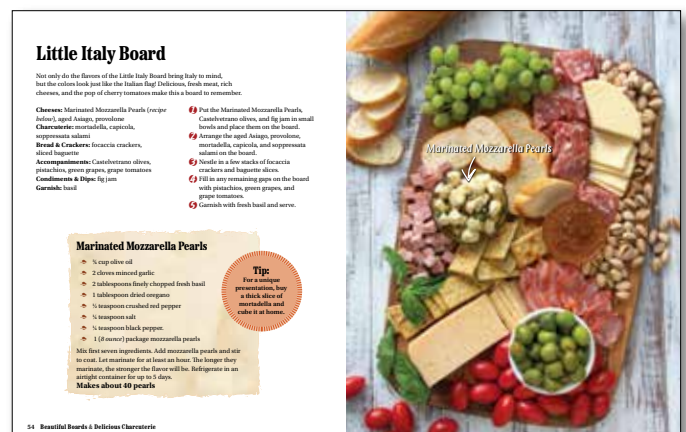 Little Italy Board
Not only do the flavors of the Little Italy Board bring Italy to mind,
but the colors look just like the Italian flag! Delicious, fresh meat, rich
cheeses, and the pop of cherry tomatoes make this a board to remember.
Cheeses: Marinated Mozzarella Pearls (recipe
below), aged Asiago, provolone
Charcuterie: mortadella, capicola,
soppressata salami
Bread & Crackers: focaccia crackers,
sliced baguette
Accompaniments: Castelvetrano olives,
pistachios, green grapes, grape tomatoes
Condiments & Dips: fig jam
Garnish: basil
1 Put the Marinated Mozzarella Pearls,
Castelvetrano olives, and fig jam in small
bowls and place them on the board.
2 Arrange the aged Asiago, provolone,
mortadella, capicola, and soppressata
salami on the board.
3 Nestle in a few stacks of focaccia
crackers and baguette slices.
4 Fill in any remaining gaps on the board
with pistachios, green grapes, and
grape tomatoes.
5 Garnish with fresh basil and serve.
Marinated Mozzarella Pearls
cup olive oil
2 cloves minced garlic
2 tablespoons finely chopped fresh basil
1 tablespoon dried oregano
teaspoon crushed red pepper
teaspoon salt
teaspoon black pepper.
1 (8 ounce) package mozzarella pearls
Mix first seven ingredients. Add mozzarella pearls and stir
to coat. Let marinate for at least an hour. The longer they
marinate, the stronger the flavor will be. Refrigerate in an
airtight container for up to 5 days.
Makes about 40 pearls
Tip:
For a unique
presentation, buy
a thick slice of
mortadella and
cube it at home.
Marinated Mozzarella Pearls
54 Beautiful Boards & Delicious Charcuterie